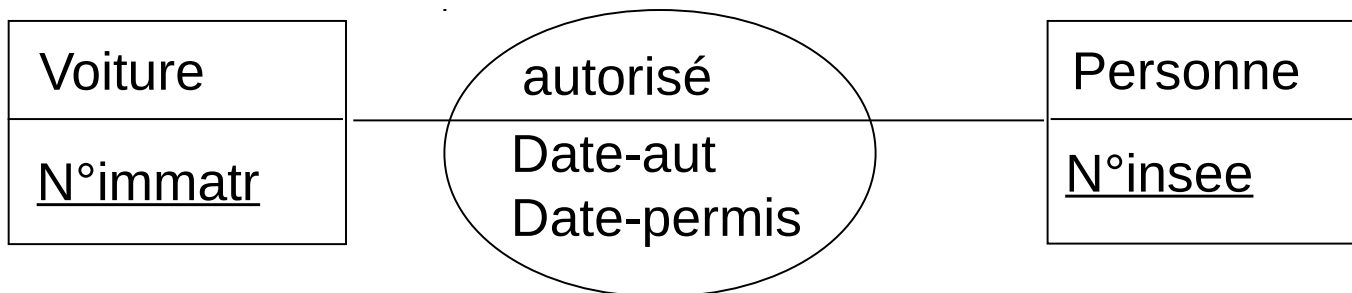 Voiture
N°immatr
autorisé
Date-aut
Date-permis
Personne
N°insee